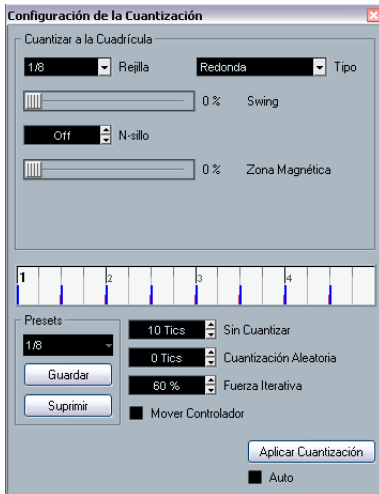 Configuración de la Cuantización
Cuantizar a la Cuadrícula
1/8 Rejilla Redonda Tipo
0 % Swing
Off N-sillo
0 % Zona Magnética
1 2 3 4
Presets
1/8
Guardar
Suprimir
10 Tics Sin Cuantizar
0 Tics Cuantización Aleatoria
60 % Fuerza Iterativa
Mover Controlador
Aplicar Cuantización
Auto